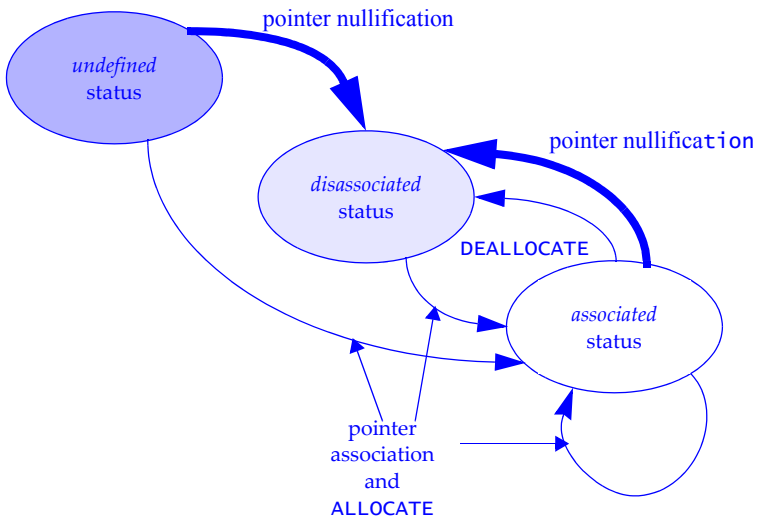 pointer nullification
undefined
status
pointer nullification
disassociated
status
DEALLOCATE
associated
status
pointer
association
and
ALLOCATE